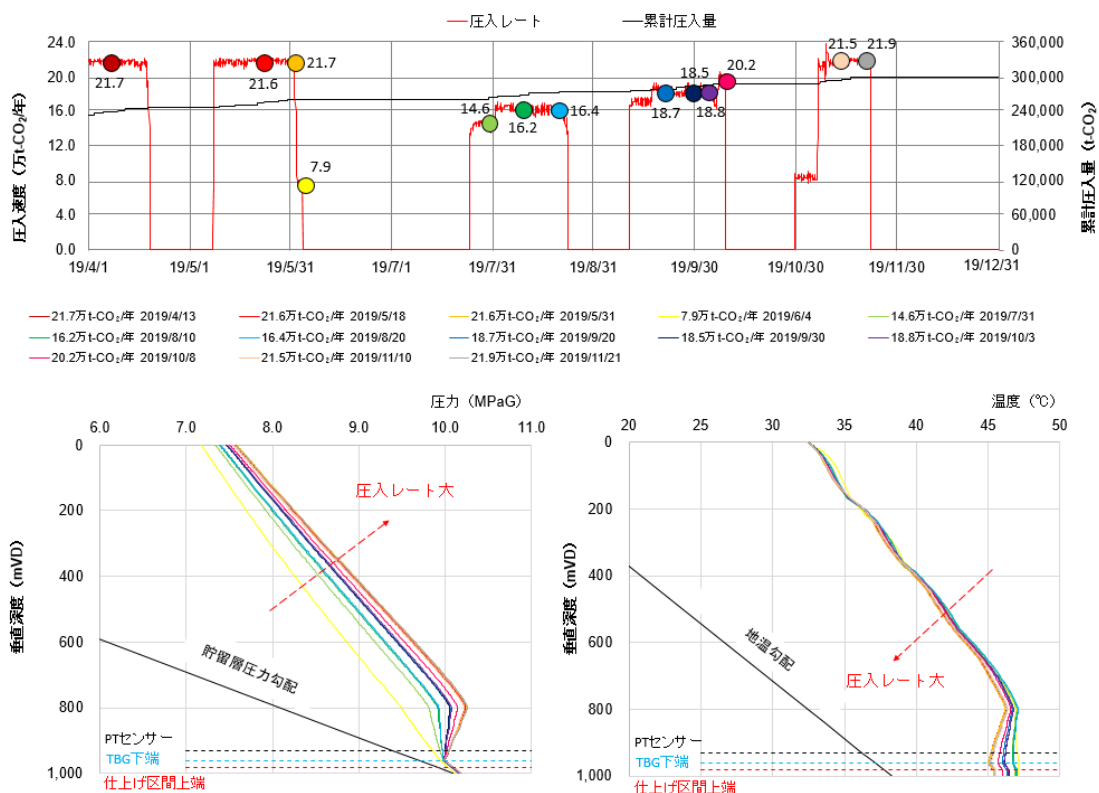 圧入レート 累計圧入量
24.0
20.0
16.0
12.0
8.0
4.0
0.0
圧入速度（万t-CO₂/年）
360,000
300,000
240,000
180,000
120,000
60,000
0
累計圧入量（t-CO₂）
21.7
21.6
21.7
7.9
14.6
16.2
16.4
18.7
18.5
18.8
20.2
21.5
21.9
19/4/1 19/5/1 19/5/31 19/7/1 19/7/31 19/8/31 19/9/30 19/10/30 19/11/30 19/12/31
21.7万t-CO₂/年 2019/4/13 21.6万t-CO₂/年 2019/5/18 21.6万t-CO₂/年 2019/5/31 7.9万t-CO₂/年 2019/6/4 14.6万t-CO₂/年 2019/7/31
16.2万t-CO₂/年 2019/8/10 16.4万t-CO₂/年 2019/8/20 18.7万t-CO₂/年 2019/9/20 18.5万t-CO₂/年 2019/9/30 18.8万t-CO₂/年 2019/10/3
20.2万t-CO₂/年 2019/10/8 21.5万t-CO₂/年 2019/11/10 21.9万t-CO₂/年 2019/11/21
圧力（MPaG）
6.0 7.0 8.0 9.0 10.0 11.0
0
200
400
600
800
1,000
垂直深度（mVD）
圧入レート大
貯留層圧力勾配
PTセンサー
TBG下端
仕上げ区間上端
温度（℃）
20 25 30 35 40 45 50
0
200
400
600
800
1,000
垂直深度（mVD）
地温勾配
圧入レート大
PTセンサー
TBG下端
仕上げ区間上端